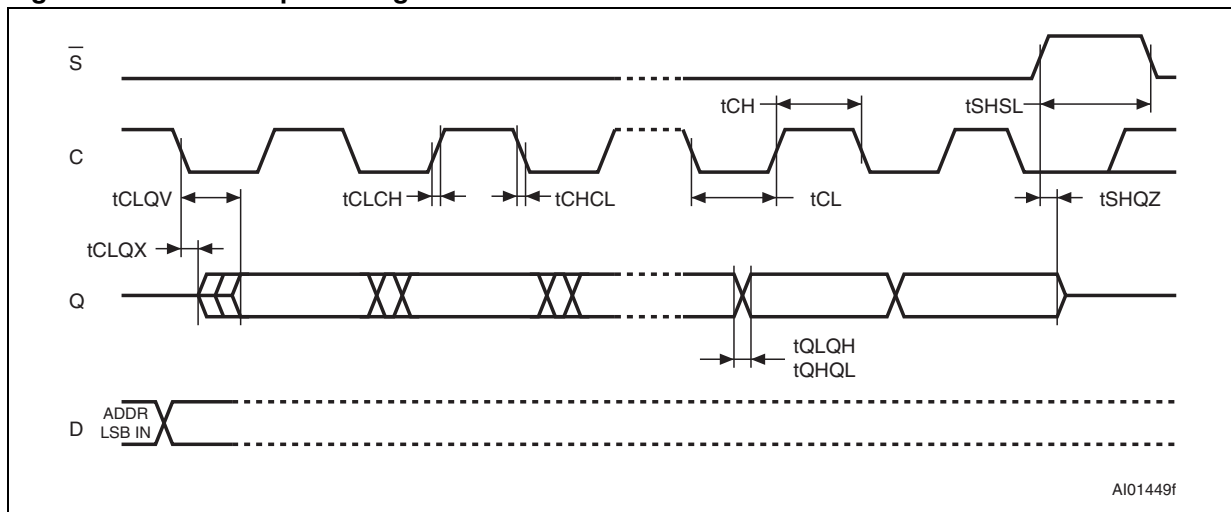 S
tCH
tSHSL
C
tCLQV
tCLCH
tCHCL
tCL
tSHQZ
tCLQX
Q
tQLQH
tQHQL
D
ADDR
LSB IN
AI01449f